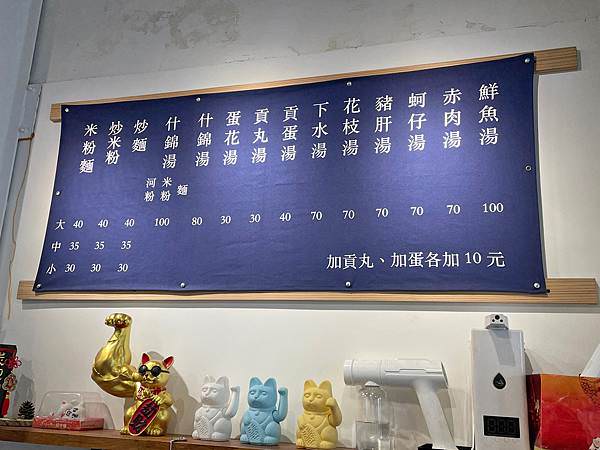 鮮魚湯
赤肉湯
蚵仔湯
豬肝湯
花枝湯
下水湯
貢蛋湯
貢丸湯
蛋花湯
什錦湯
什錦湯
麵
米粉
河粉
炒麵
炒米粉
米粉麵
大 40 40 40 100 80 30 30 40 70 70 70 70 70 100
中 35 35 35
小 30 30 30
加貢丸、加蛋各加 10 元